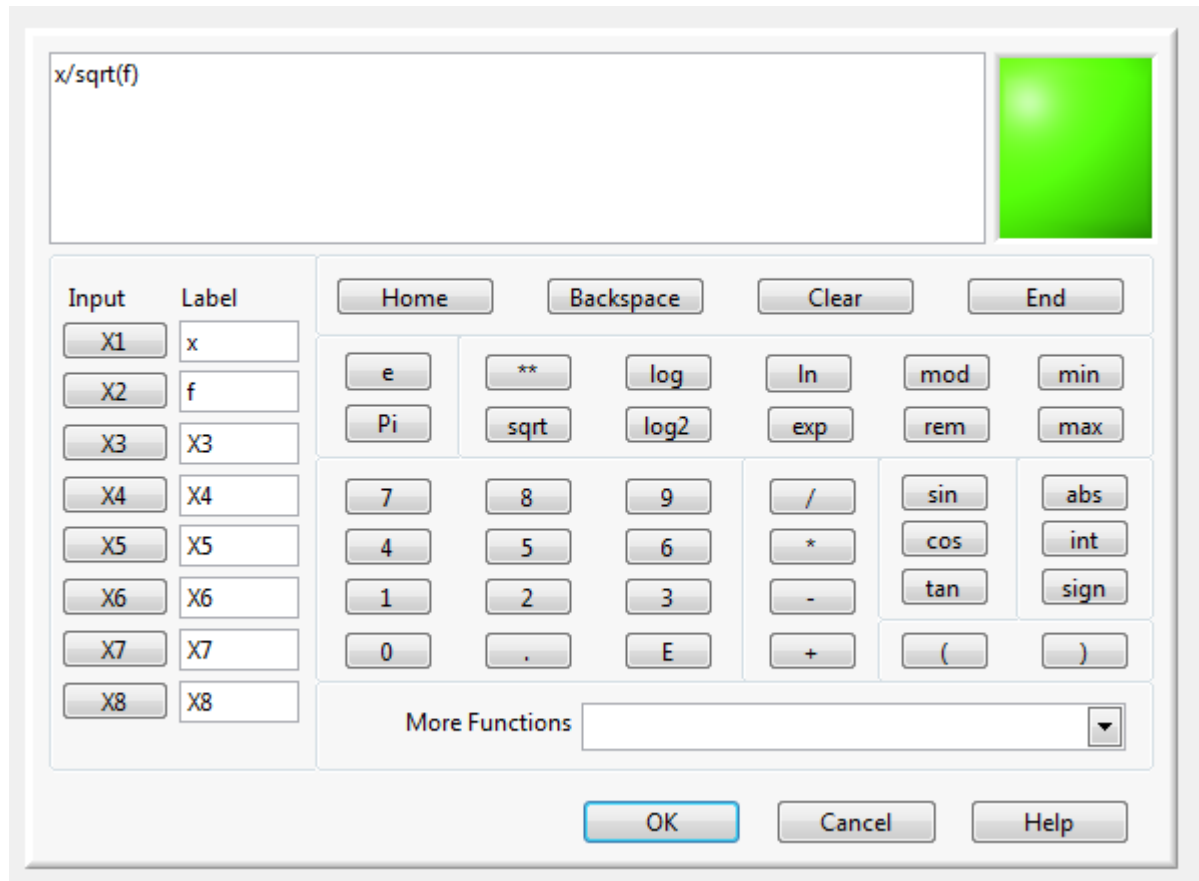 x/sqrt(f)
Input Label
Home Backspace Clear End
X1 x
X2 f
X3 X3
X4 X4
X5 X5
X6 X6
X7 X7
X8 X8
e ** log ln mod min
Pi sqrt log2 exp rem max
7 8 9 / sin abs
4 5 6 * cos int
1 2 3 - tan sign
0 . E + ( )
More Functions
OK Cancel Help